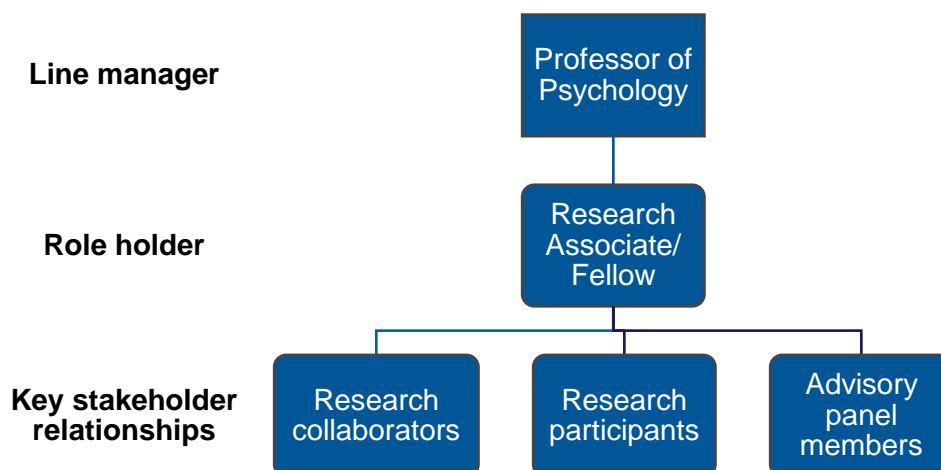 Line manager
Professor of
Psychology
Role holder
Research
Associate/
Fellow
Key stakeholder
relationships
Research
collaborators
Research
participants
Advisory
panel
members